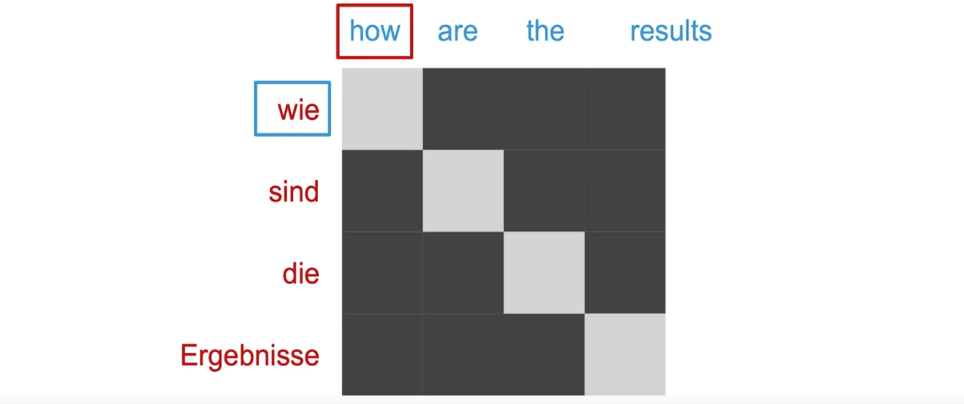 how are the results
wie
sind
die
Ergebnisse